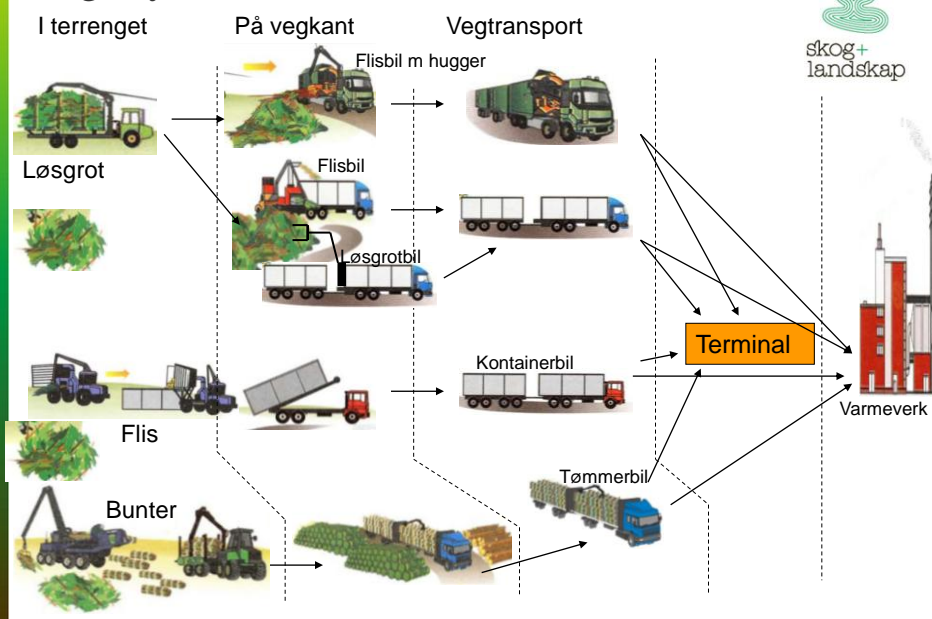 I terrenget
På vegkant
Vegtransport
skog+
landskap
Flisbil m hugger
Løsgrot
Flisbil
Løsgrotbil
Terminal
Kontainerbil
Varmeverk
Flis
Tømmerbil
Bunter